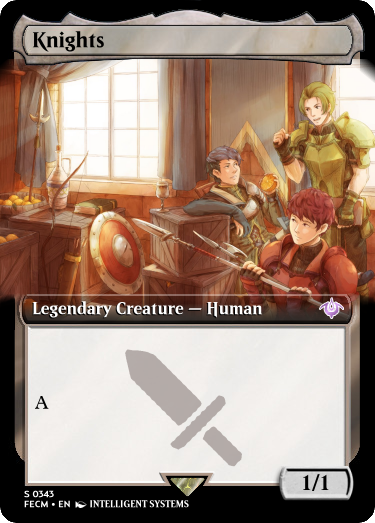 Knights
Legendary Creature — Human
A
1/1
S 0343
FECM • EN INTELLIGENT SYSTEMS